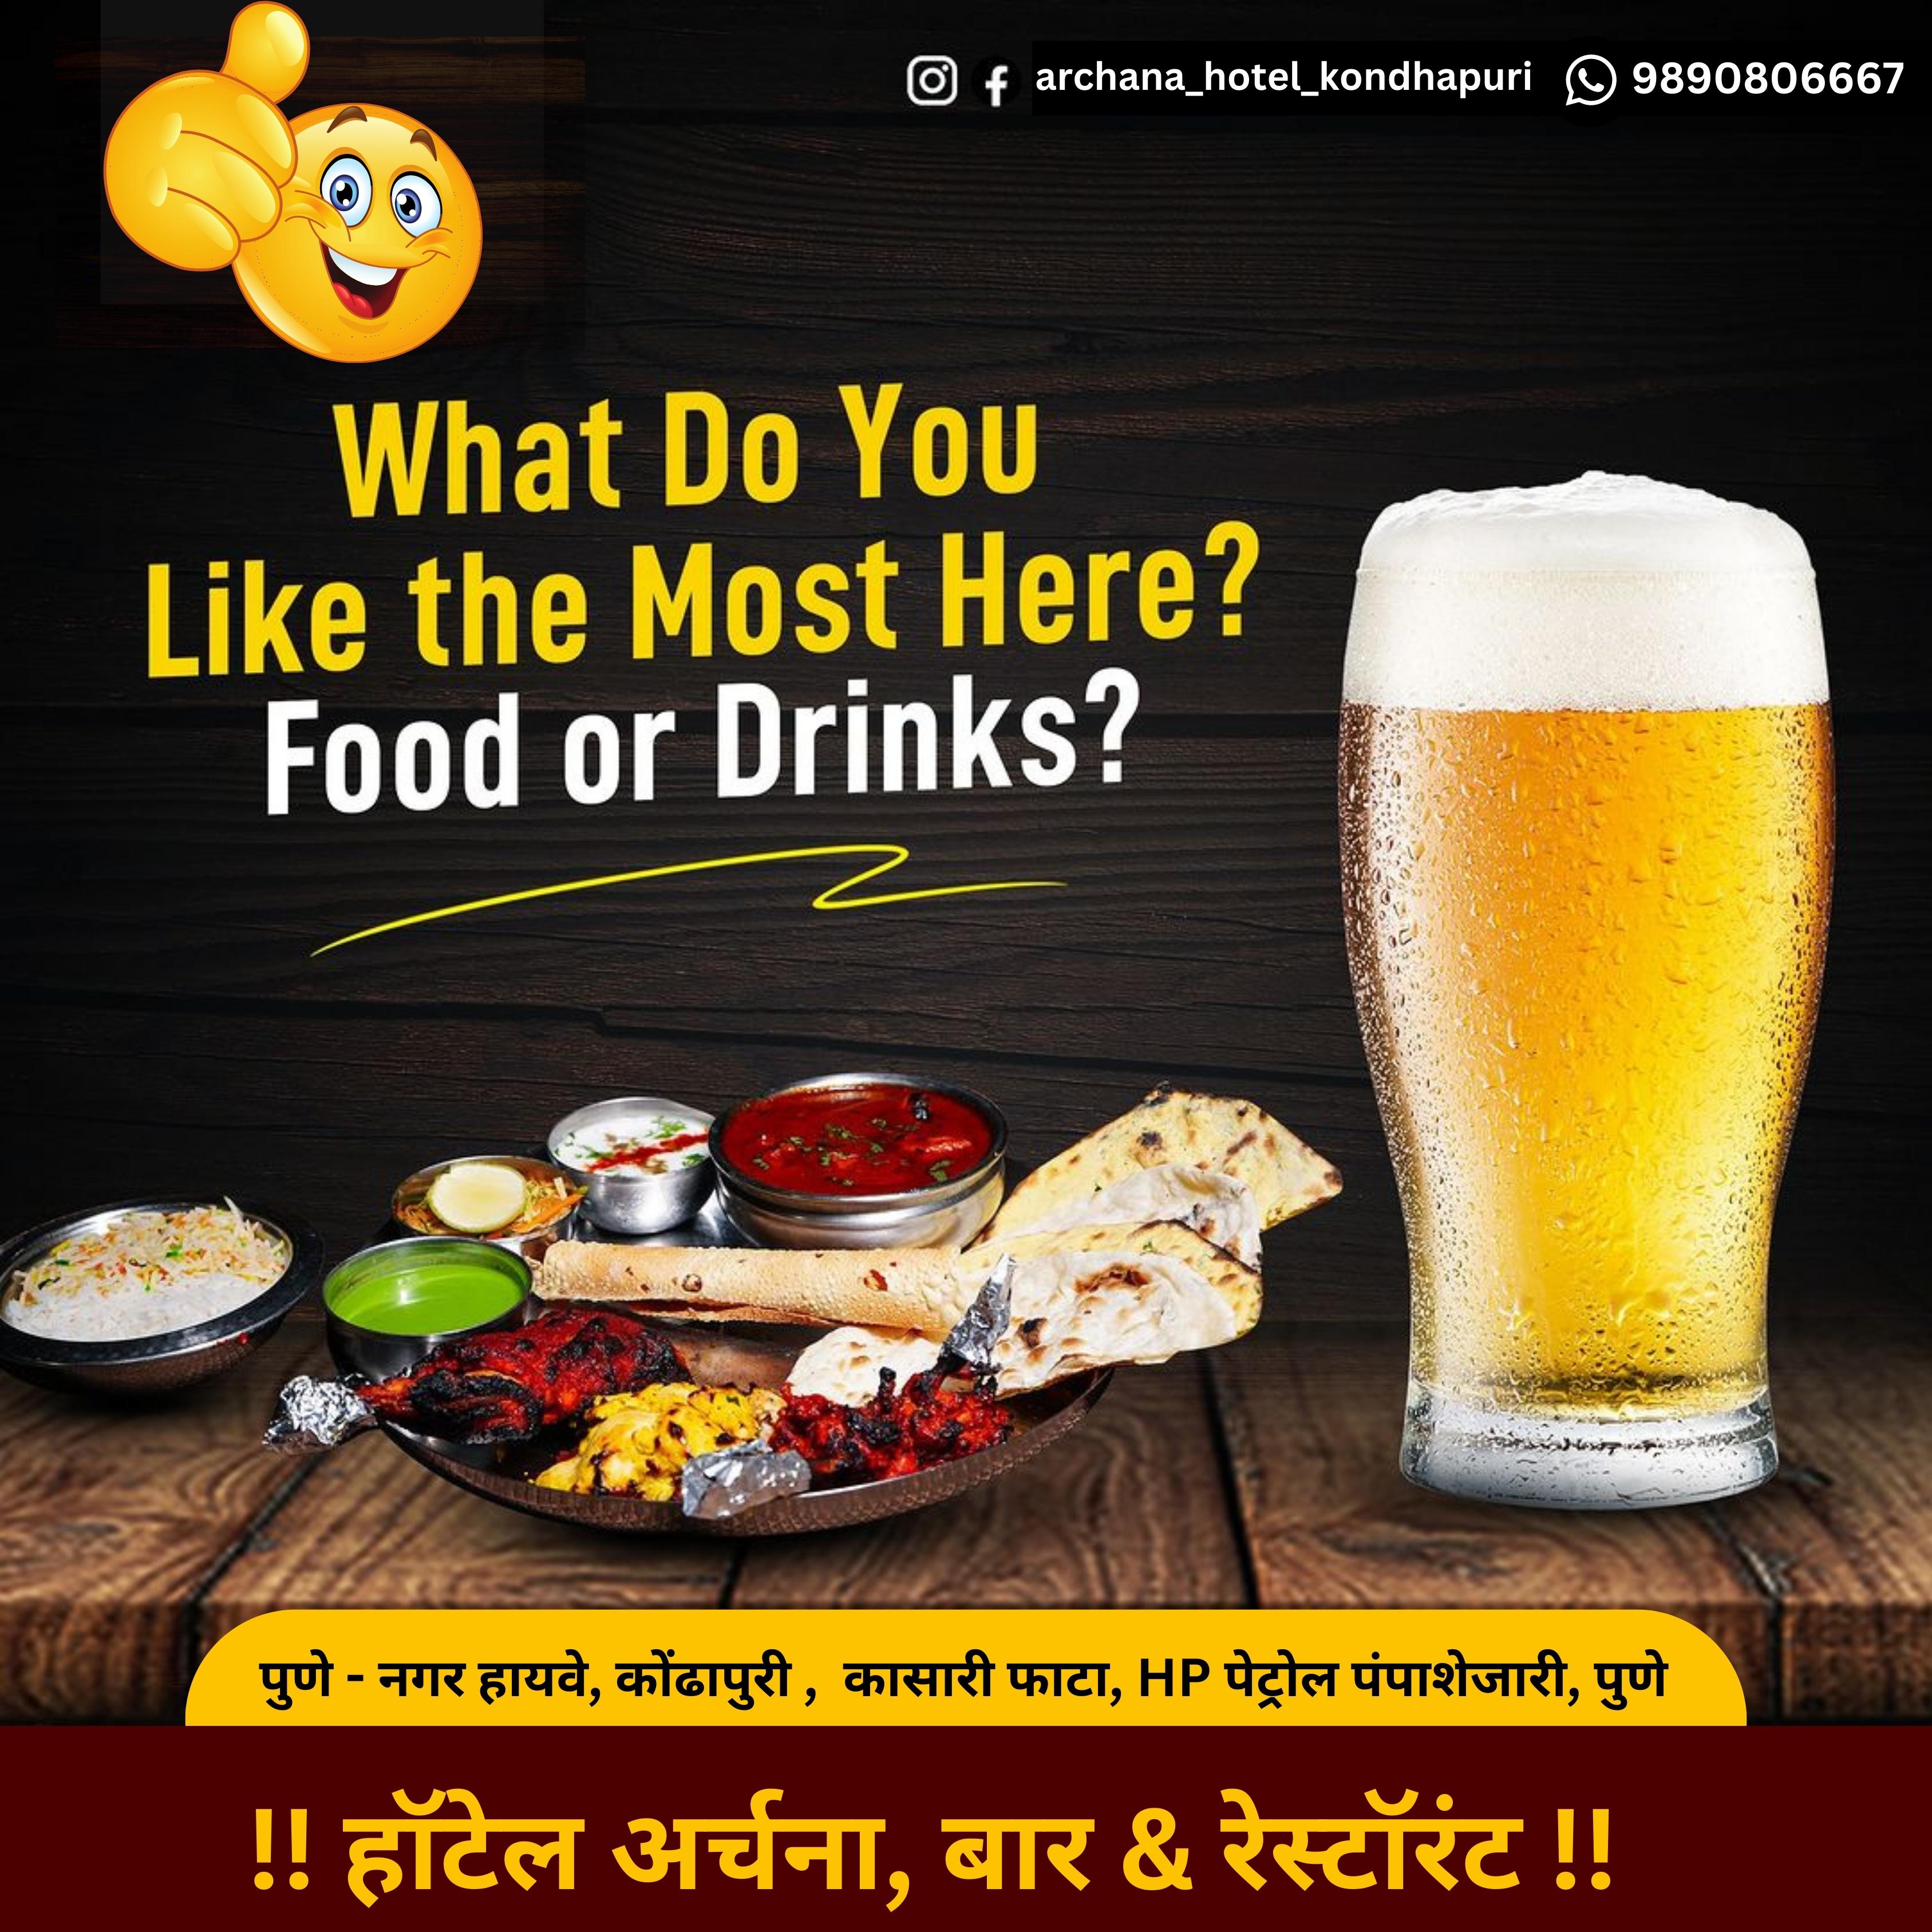 archana_hotel_kondhapuri 9890806667
What Do You
Like the Most Here?
Food or Drinks?
पुणे - नगर हायवे, कोंढापुरी , कासारी फाटा, HP पेट्रोल पंपाशेजारी, पुणे
!! हॉटेल अर्चना, बार & रेस्टॉरंट !!